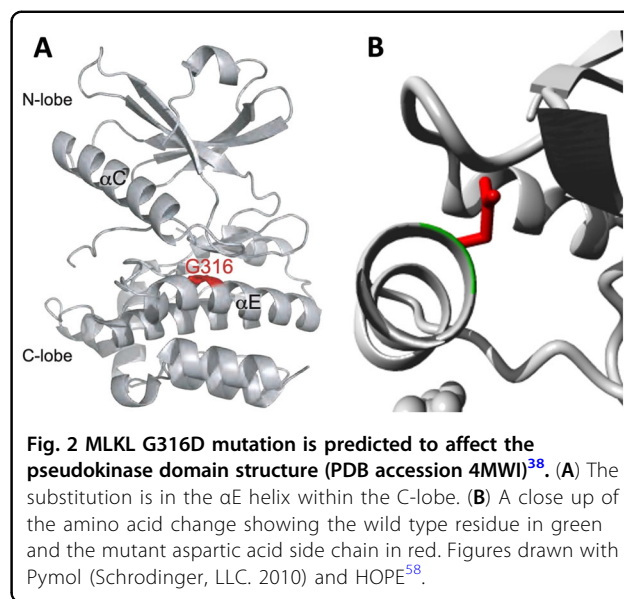 A
B
N-lobe
αC
G316
αE
C-lobe
Fig. 2 MLKL G316D mutation is predicted to affect the
pseudokinase domain structure (PDB accession 4MWI)38. (A) The
substitution is in the αE helix within the C-lobe. (B) A close up of
the amino acid change showing the wild type residue in green
and the mutant aspartic acid side chain in red. Figures drawn with
Pymol (Schrodinger, LLC. 2010) and HOPE58.